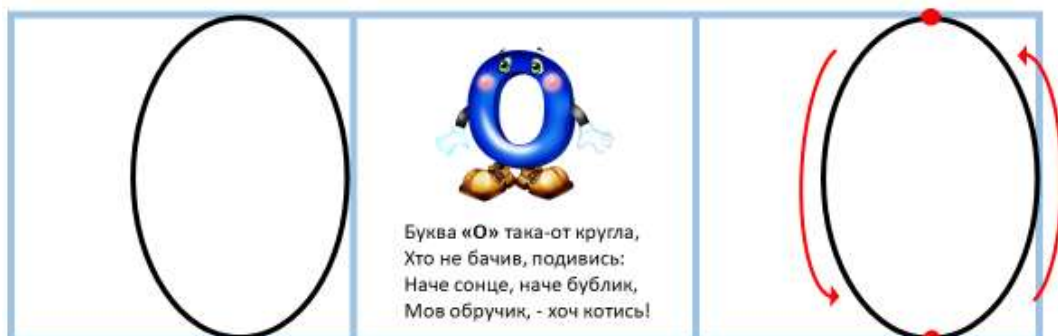 Буква «О» така-от кругла,
Хто не бачив, подивись:
Наче сонце, наче бублик,
Мов обручик, - хоч котись!